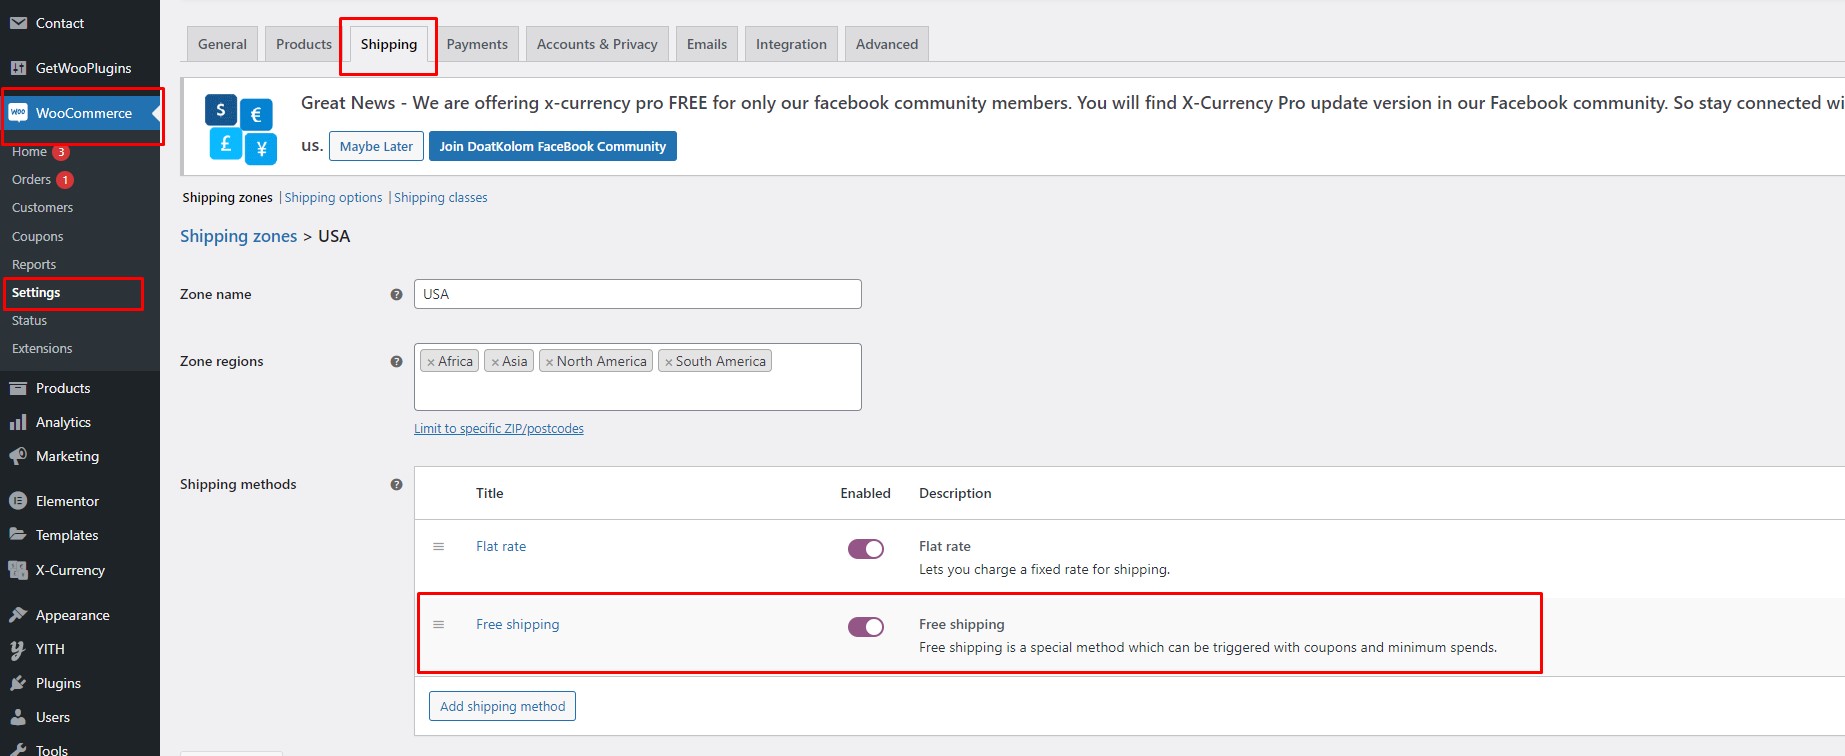 Contact
GetWooPlugins
WooCommerce
Home 3
Orders 1
Customers
Coupons
Reports
Settings
Status
Extensions
Products
Analytics
Marketing
Elementor
Templates
X-Currency
Appearance
YITH
Plugins
Users
Tools
General Products Shipping Payments Accounts & Privacy Emails Integration Advanced
$ €
£ ¥
Great News - We are offering x-currency pro FREE for only our facebook community members. You will find X-Currency Pro update version in our Facebook community. So stay connected wi
us. Maybe Later Join DoatKolom FaceBook Community
Shipping zones | Shipping options | Shipping classes
Shipping zones > USA
Zone name ? USA
Zone regions ? × Africa × Asia × North America × South America
Limit to specific ZIP/postcodes
Shipping methods ? Title Enabled Description
Flat rate Flat rate
Lets you charge a fixed rate for shipping.
Free shipping Free shipping
Free shipping is a special method which can be triggered with coupons and minimum spends.
Add shipping method